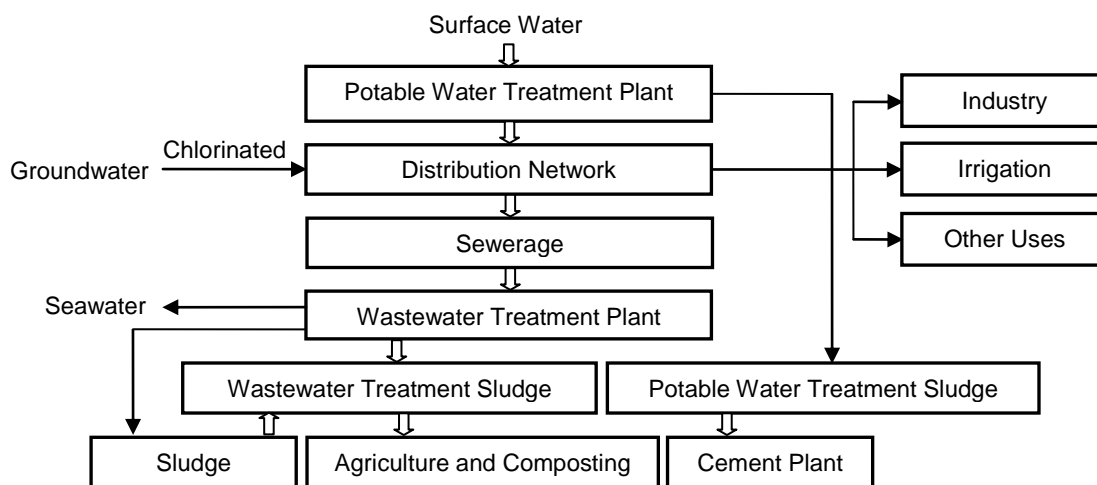 Surface Water
Potable Water Treatment Plant
Industry
Chlorinated
Groundwater
Distribution Network
Irrigation
Sewerage
Other Uses
Seawater
Wastewater Treatment Plant
Wastewater Treatment Sludge
Potable Water Treatment Sludge
Sludge
Agriculture and Composting
Cement Plant